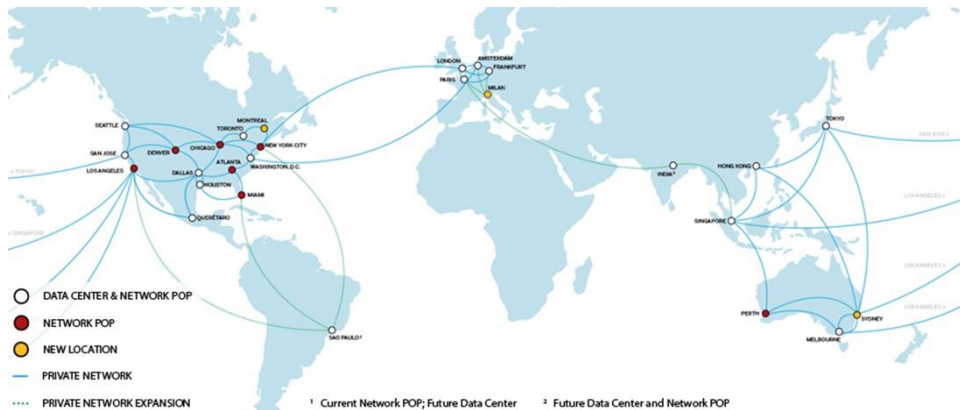 LONDON
AMSTERDAM
FRANKFURT
PARIS
MILAN
MONTREAL
TORONTO
SEATTLE
NEW YORK CITY
CHICAGO
DENVER
SAN JOSE
ATLANTA
WASHINGTON, D.C.
LOS ANGELES
DALLAS
HOUSTON
MIAMI
QUERÉTARO
« TOKYO
« SINGAPORE
TOKYO
SAN JOSE »
HONG KONG
INDIA
LOS ANGELES »
SINGAPORE
LOS ANGELES »
LOS ANGELES »
PERTH
SYDNEY
MELBOURNE
SAO PAULO²
DATA CENTER & NETWORK POP
NETWORK POP
NEW LOCATION
PRIVATE NETWORK
PRIVATE NETWORK EXPANSION
¹ Current Network POP; Future Data Center
² Future Data Center and Network POP